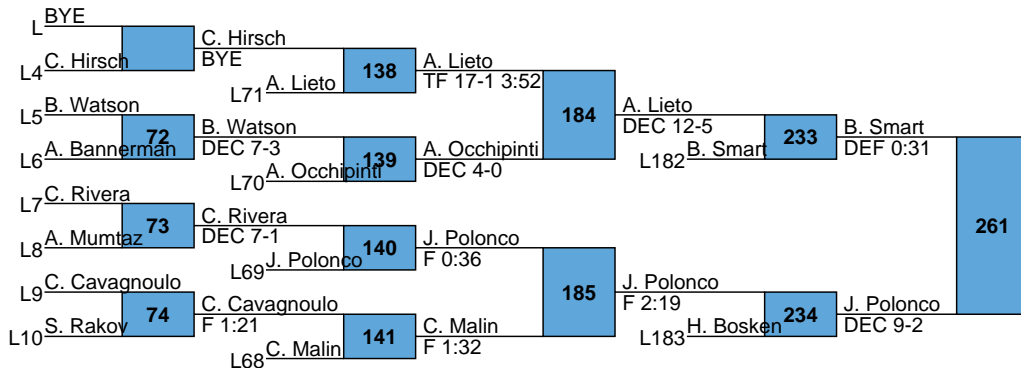 BYE
L
C. Hirsch
BYE
C. Hirsch
L4
138
A. Lieto
TF 17-1 3:52
A. Lieto
L71
B. Watson
L5
72
B. Watson
DEC 7-3
A. Bannerman
L6
139
A. Occhipinti
DEC 4-0
A. Occhipinti
L70
184
A. Lieto
DEC 12-5
B. Smart
L182
233
B. Smart
DEF 0:31
C. Rivera
L7
73
C. Rivera
DEC 7-1
A. Mumtaz
L8
140
J. Polonco
F 0:36
J. Polonco
L69
C. Cavagnoulo
L9
74
C. Cavagnoulo
F 1:21
S. Rakov
L10
141
C. Malin
F 1:32
C. Malin
L68
185
J. Polonco
F 2:19
H. Bosken
L183
234
J. Polonco
DEC 9-2
261